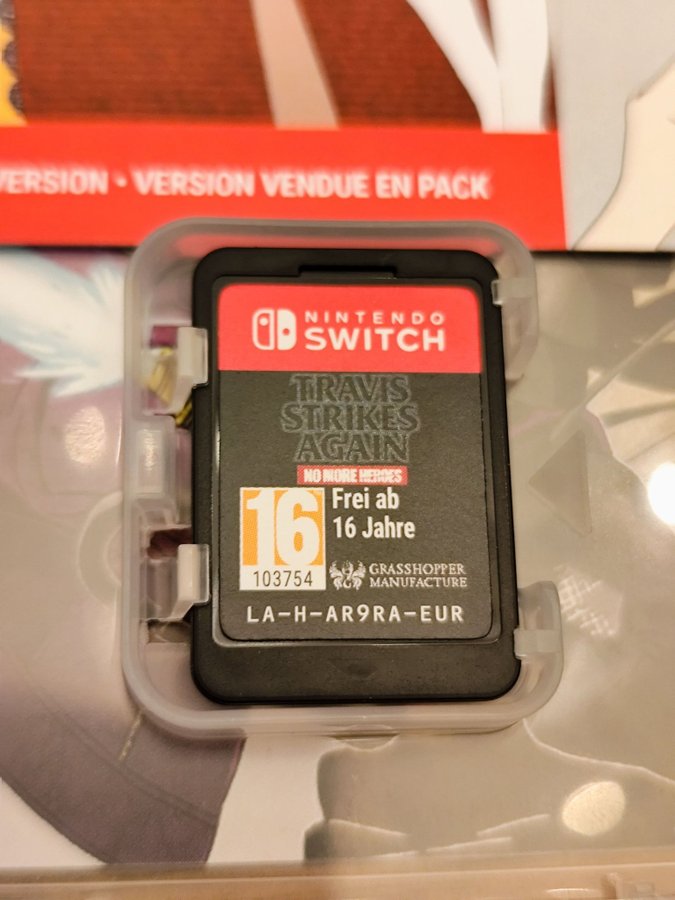 VERSION • VERSION VENDUE EN PACK
NINTENDO
SWITCH
TRAVIS
STRIKES
AGAIN
NO MORE HEROES
16
103754
Frei ab
16 Jahre
GRASSHOPPER
MANUFACTURE
LA-H-AR9RA-EUR